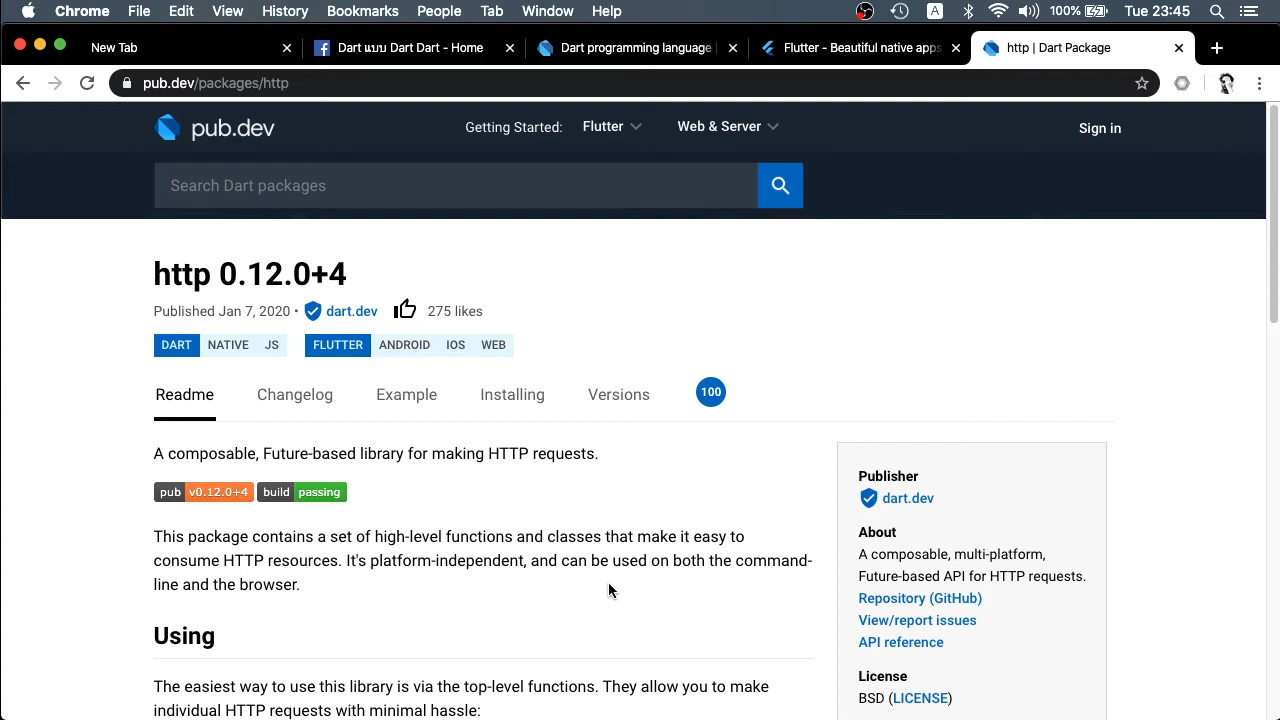 Chrome File Edit View History Bookmarks People Tab Window Help A 100% Tue 23:45
New Tab Dart แบบ Dart Dart - Home Dart programming language Flutter - Beautiful native apps http | Dart Package
pub.dev/packages/http
pub.dev Getting Started: Flutter Web & Server Sign in
Search Dart packages
http 0.12.0+4
Published Jan 7, 2020 • dart.dev 275 likes
DART NATIVE JS FLUTTER ANDROID IOS WEB
Readme Changelog Example Installing Versions 100
A composable, Future-based library for making HTTP requests.
pub v0.12.0+4 build passing
This package contains a set of high-level functions and classes that make it easy to
consume HTTP resources. It's platform-independent, and can be used on both the command-
line and the browser.
Using
The easiest way to use this library is via the top-level functions. They allow you to make
individual HTTP requests with minimal hassle:
Publisher
dart.dev
About
A composable, multi-platform,
Future-based API for HTTP requests.
Repository (GitHub)
View/report issues
API reference
License
BSD (LICENSE)